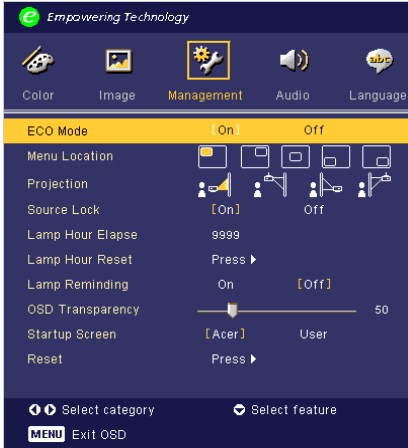 e Empowering Technology
Color Image Management Audio Language
abc
ECO Mode [On] Off
Menu Location
Projection
Source Lock [On] Off
Lamp Hour Elapse 9999
Lamp Hour Reset Press
Lamp Reminding On [Off]
OSD Transparency 50
Startup Screen [Acer] User
Reset Press
Select category Select feature
MENU Exit OSD